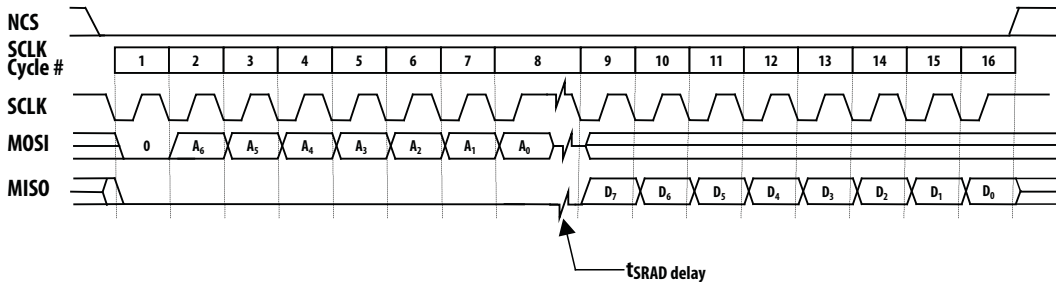 NCS
SCLK
Cycle # 1 2 3 4 5 6 7 8 9 10 11 12 13 14 15 16
SCLK
MOSI 0 A₆ A₅ A₄ A₃ A₂ A₁ A₀
MISO D₇ D₆ D₅ D₄ D₃ D₂ D₁ D₀
tSRAD delay